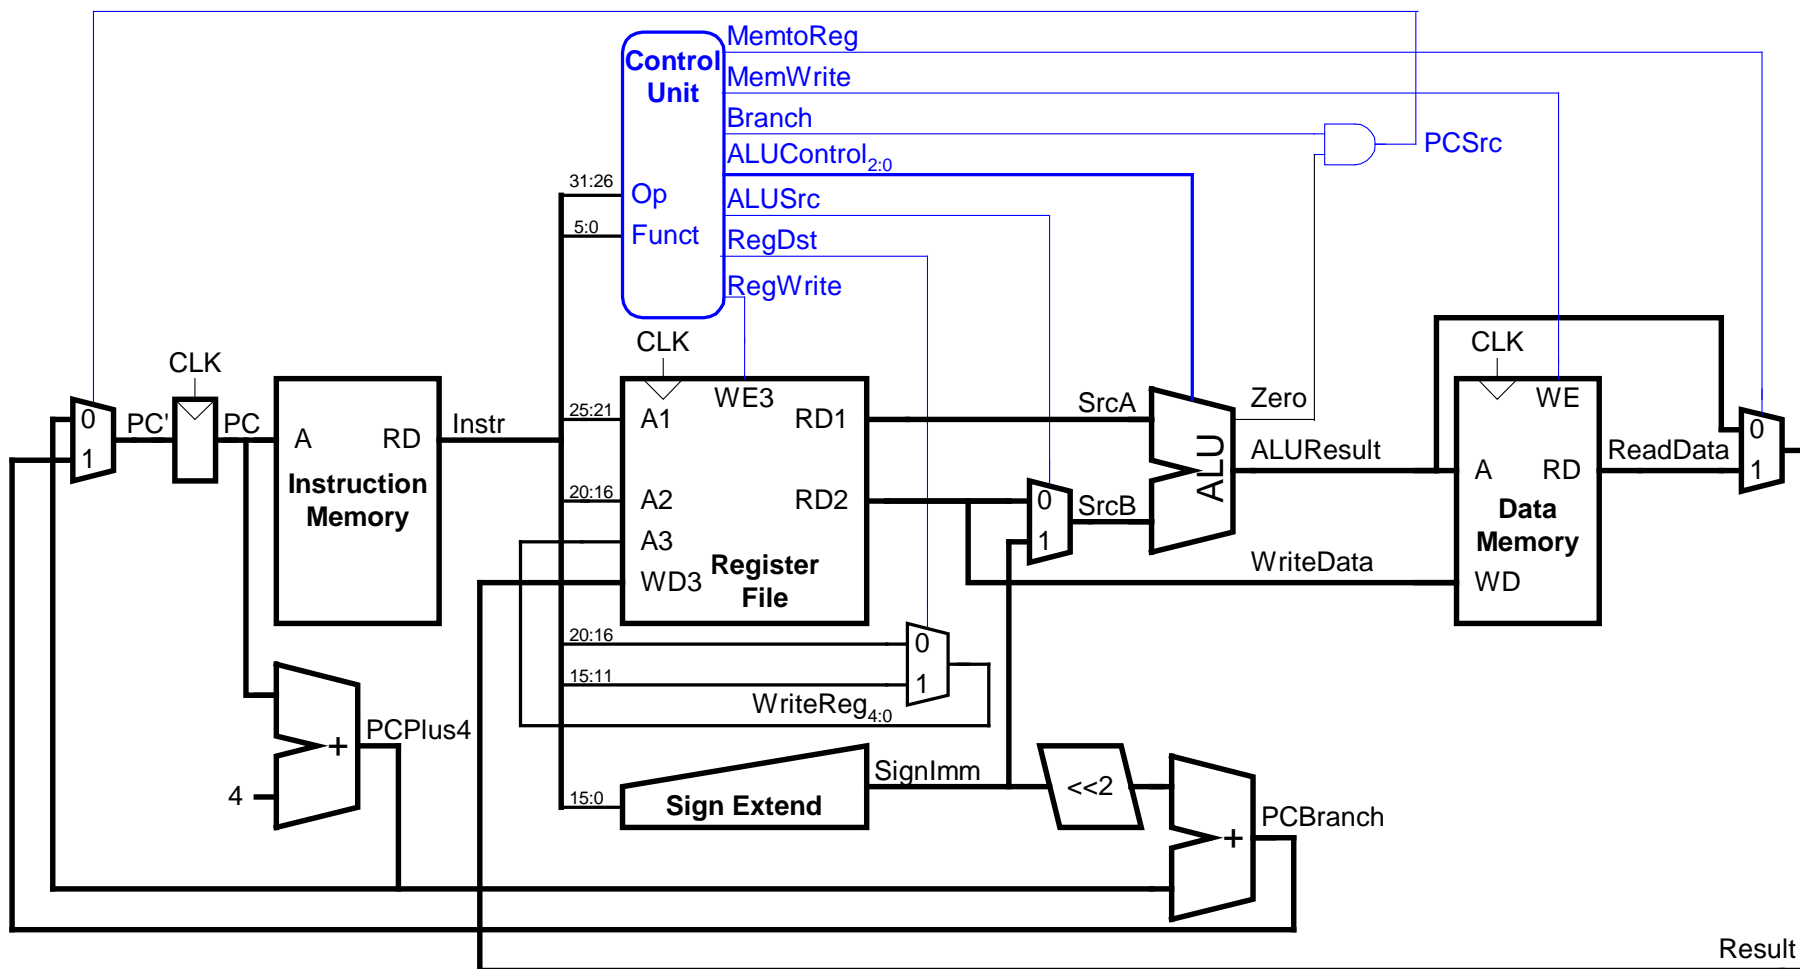 MemtoReg
Control
Unit
MemWrite
Branch
PCSrc
ALUControl2:0
31:26
Op
ALUSrc
5:0
Funct
RegDst
RegWrite
CLK
CLK
CLK
WE3
WE
0
PC'
PC
A
RD
Instr
25:21
A1
RD1
SrcA
Zero
0
1
ALU
ALUResult
A
RD
ReadData
1
Instruction
Memory
20:16
A2
RD2
0
SrcB
Data
Memory
A3
1
Register
File
WD3
WriteData
WD
20:16
0
15:11
1
WriteReg4:0
PCPlus4
+
4
15:0
Sign Extend
SignImm
<<2
PCBranch
+
Result